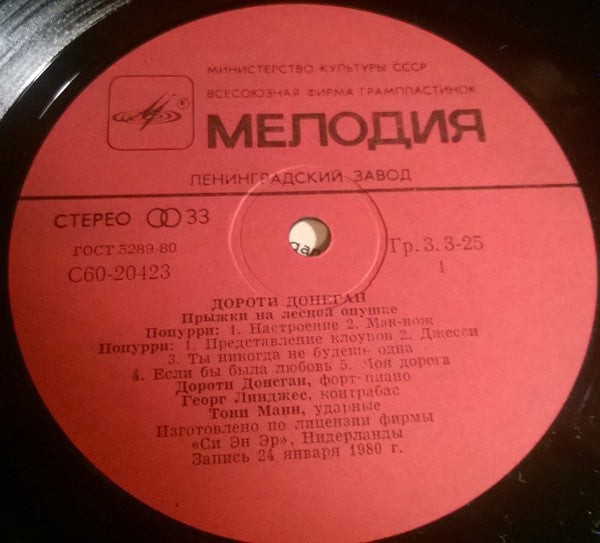 МИНИСТЕРСТВО КУЛЬТУРЫ СССР
ВСЕСОЮЗНАЯ ФИРМА ГРАМПЛАСТИНОК
МЕЛОДИЯ
ЛЕНИНГРАДСКИЙ ЗАВОД
СТЕРЕО 33
ГОСТ 5289-80
С60-20423
Гр. 3. 3-25
1
ДОРОТИ ДОНЕГАН
Прыжки на лесной опушке
Попурри: 1. Настроение 2. Мак-нож
Попурри: 1. Представление клоунов 2. Джесси
3. Ты никогда не будешь одна
4. Если бы была любовь 5. Моя дорога
Дороти Донеган, форт-пиано
Георг Линджес, контрабас
Тони Манн, ударные
Изготовлено по лицензии фирмы
«Си Эн Эр», Нидерланды
Запись 24 января 1980 г.